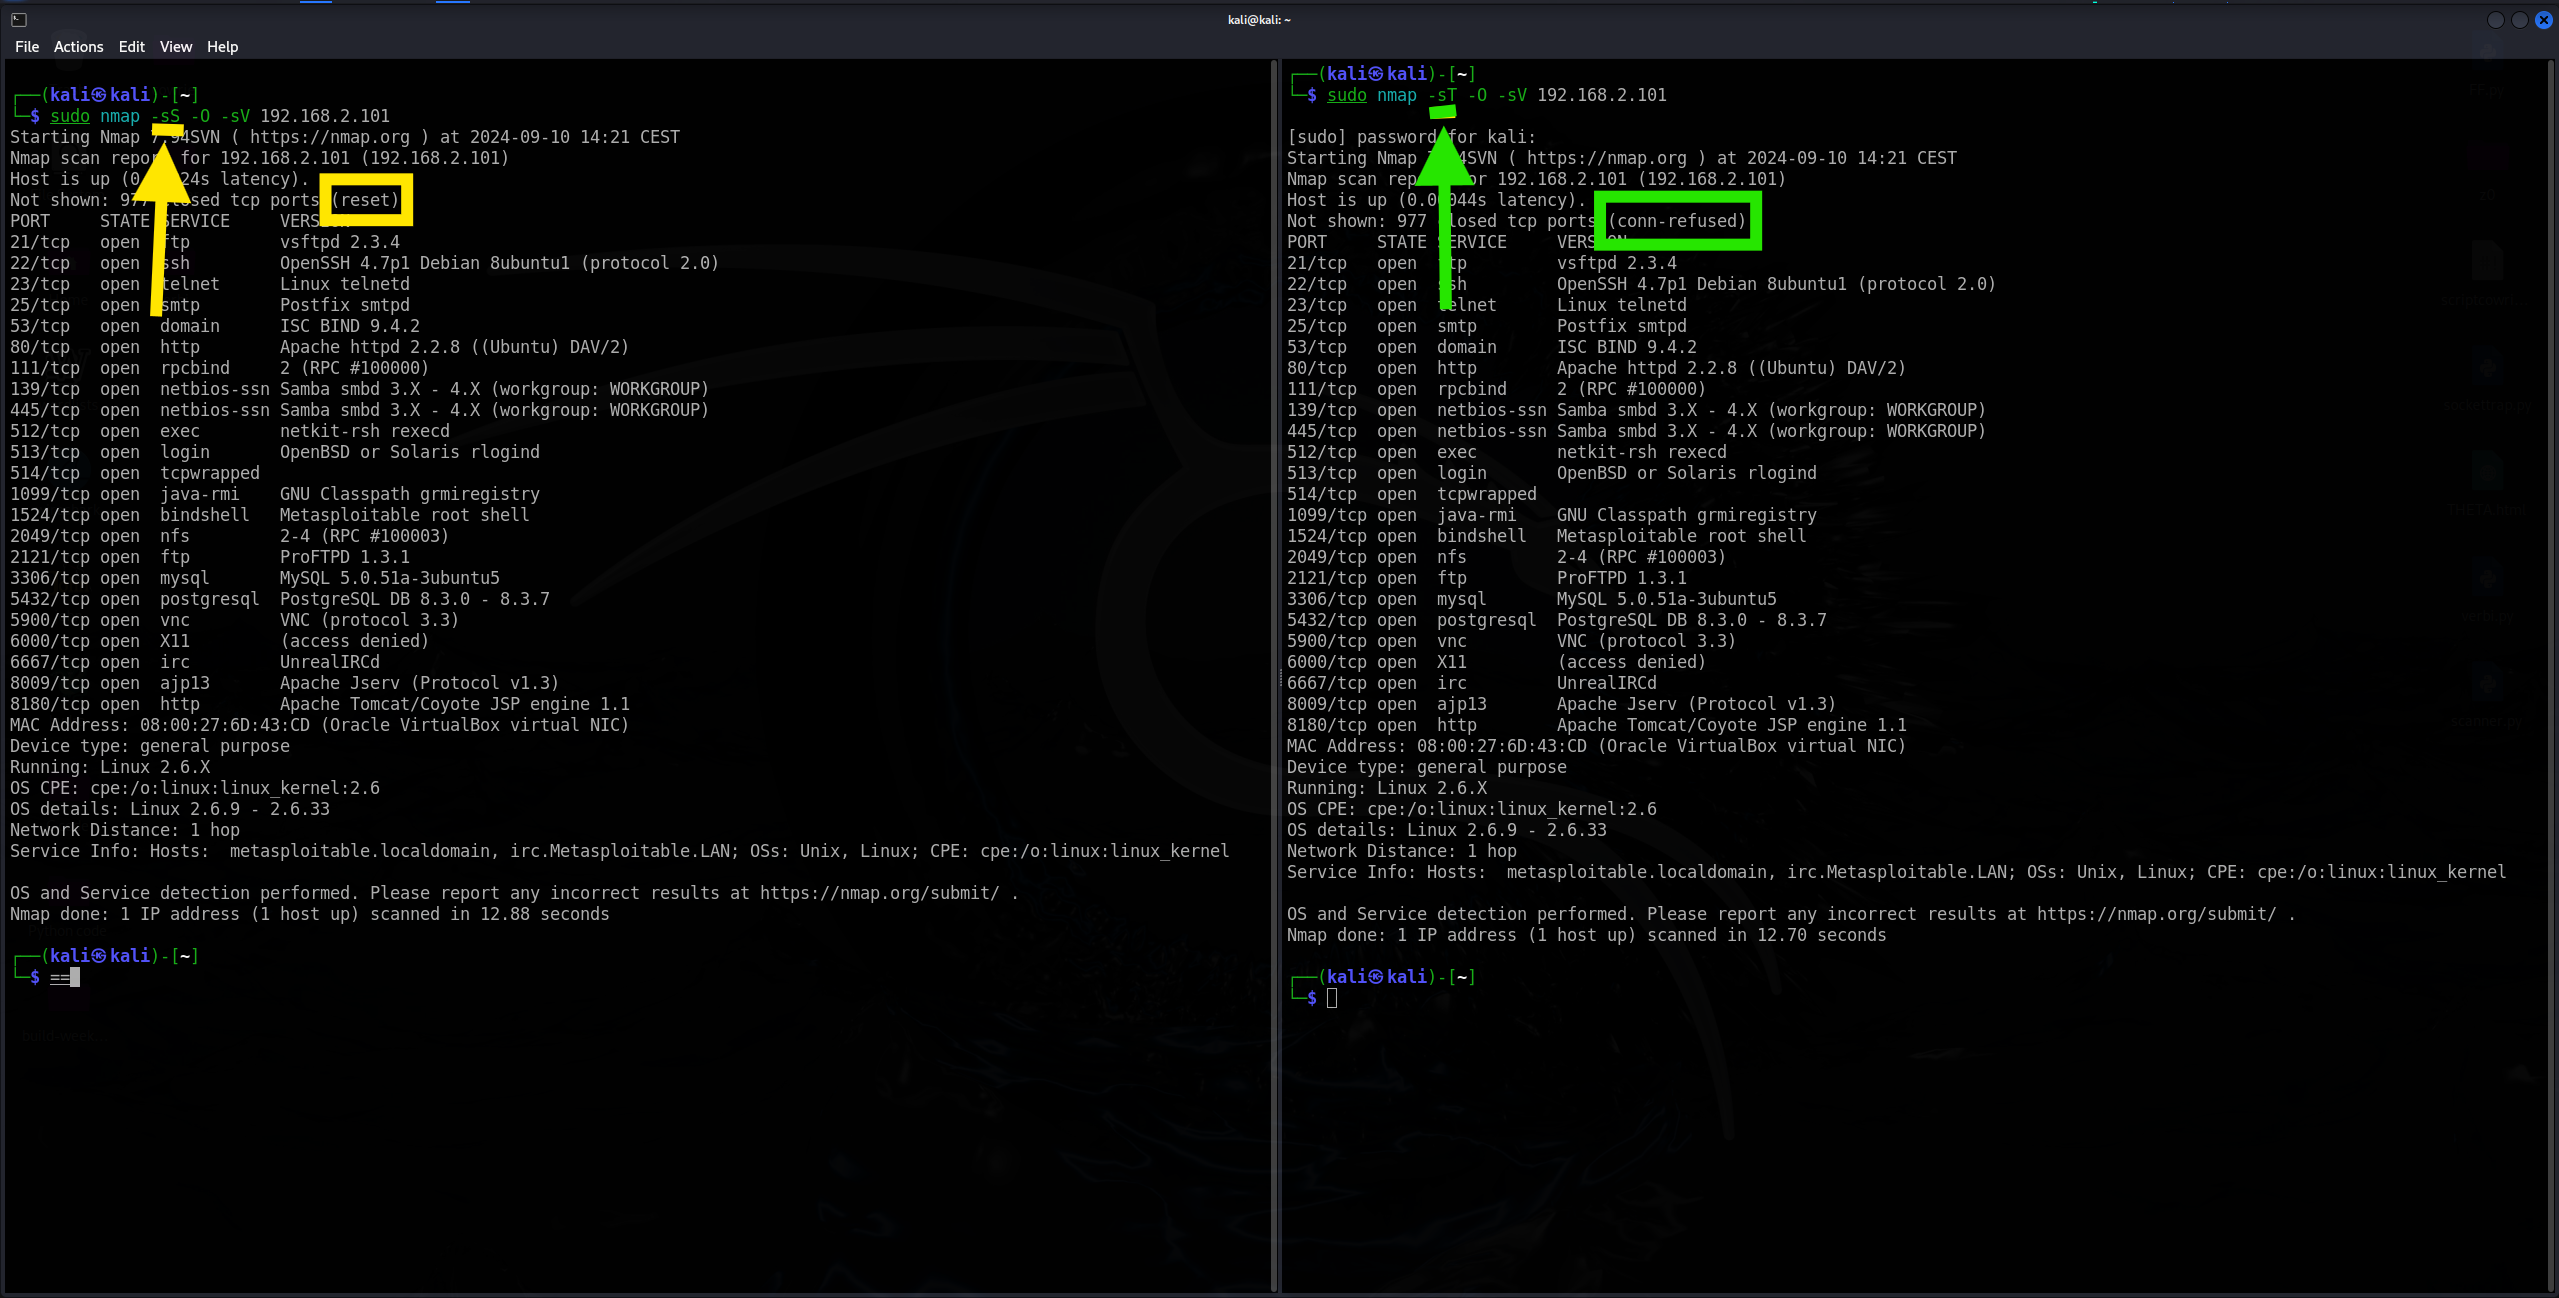 kali@kali: ~
File Actions Edit View Help
┌──(kali㉿kali)-[~]
└─$ sudo nmap -sS -O -sV 192.168.2.101
Starting Nmap 7.94SVN ( https://nmap.org ) at 2024-09-10 14:21 CEST
Nmap scan report for 192.168.2.101 (192.168.2.101)
Host is up (0. 24s latency).
Not shown: 977 closed tcp ports (reset)
PORT     STATE SERVICE     VERSION
21/tcp   open  ftp         vsftpd 2.3.4
22/tcp   open  ssh         OpenSSH 4.7p1 Debian 8ubuntu1 (protocol 2.0)
23/tcp   open  telnet      Linux telnetd
25/tcp   open  smtp        Postfix smtpd
53/tcp   open  domain      ISC BIND 9.4.2
80/tcp   open  http        Apache httpd 2.2.8 ((Ubuntu) DAV/2)
111/tcp  open  rpcbind     2 (RPC #100000)
139/tcp  open  netbios-ssn Samba smbd 3.X - 4.X (workgroup: WORKGROUP)
445/tcp  open  netbios-ssn Samba smbd 3.X - 4.X (workgroup: WORKGROUP)
512/tcp  open  exec        netkit-rsh rexecd
513/tcp  open  login       OpenBSD or Solaris rlogind
514/tcp  open  tcpwrapped
1099/tcp open  java-rmi    GNU Classpath grmiregistry
1524/tcp open  bindshell   Metasploitable root shell
2049/tcp open  nfs         2-4 (RPC #100003)
2121/tcp open  ftp         ProFTPD 1.3.1
3306/tcp open  mysql       MySQL 5.0.51a-3ubuntu5
5432/tcp open  postgresql  PostgreSQL DB 8.3.0 - 8.3.7
5900/tcp open  vnc         VNC (protocol 3.3)
6000/tcp open  X11         (access denied)
6667/tcp open  irc         UnrealIRCd
8009/tcp open  ajp13       Apache Jserv (Protocol v1.3)
8180/tcp open  http        Apache Tomcat/Coyote JSP engine 1.1
MAC Address: 08:00:27:6D:43:CD (Oracle VirtualBox virtual NIC)
Device type: general purpose
Running: Linux 2.6.X
OS CPE: cpe:/o:linux:linux_kernel:2.6
OS details: Linux 2.6.9 - 2.6.33
Network Distance: 1 hop
Service Info: Hosts:  metasploitable.localdomain, irc.Metasploitable.LAN; OSs: Unix, Linux; CPE: cpe:/o:linux:linux_kernel
OS and Service detection performed. Please report any incorrect results at https://nmap.org/submit/ .
Nmap done: 1 IP address (1 host up) scanned in 12.88 seconds
┌──(kali㉿kali)-[~]
└─$ ==
┌──(kali㉿kali)-[~]
└─$ sudo nmap -sT -O -sV 192.168.2.101
[sudo] password for kali:
Starting Nmap 7.94SVN ( https://nmap.org ) at 2024-09-10 14:21 CEST
Nmap scan report for 192.168.2.101 (192.168.2.101)
Host is up (0.00044s latency).
Not shown: 977 closed tcp ports (conn-refused)
PORT     STATE SERVICE     VERSION
21/tcp   open  ftp         vsftpd 2.3.4
22/tcp   open  ssh         OpenSSH 4.7p1 Debian 8ubuntu1 (protocol 2.0)
23/tcp   open  telnet      Linux telnetd
25/tcp   open  smtp        Postfix smtpd
53/tcp   open  domain      ISC BIND 9.4.2
80/tcp   open  http        Apache httpd 2.2.8 ((Ubuntu) DAV/2)
111/tcp  open  rpcbind     2 (RPC #100000)
139/tcp  open  netbios-ssn Samba smbd 3.X - 4.X (workgroup: WORKGROUP)
445/tcp  open  netbios-ssn Samba smbd 3.X - 4.X (workgroup: WORKGROUP)
512/tcp  open  exec        netkit-rsh rexecd
513/tcp  open  login       OpenBSD or Solaris rlogind
514/tcp  open  tcpwrapped
1099/tcp open  java-rmi    GNU Classpath grmiregistry
1524/tcp open  bindshell   Metasploitable root shell
2049/tcp open  nfs         2-4 (RPC #100003)
2121/tcp open  ftp         ProFTPD 1.3.1
3306/tcp open  mysql       MySQL 5.0.51a-3ubuntu5
5432/tcp open  postgresql  PostgreSQL DB 8.3.0 - 8.3.7
5900/tcp open  vnc         VNC (protocol 3.3)
6000/tcp open  X11         (access denied)
6667/tcp open  irc         UnrealIRCd
8009/tcp open  ajp13       Apache Jserv (Protocol v1.3)
8180/tcp open  http        Apache Tomcat/Coyote JSP engine 1.1
MAC Address: 08:00:27:6D:43:CD (Oracle VirtualBox virtual NIC)
Device type: general purpose
Running: Linux 2.6.X
OS CPE: cpe:/o:linux:linux_kernel:2.6
OS details: Linux 2.6.9 - 2.6.33
Network Distance: 1 hop
Service Info: Hosts:  metasploitable.localdomain, irc.Metasploitable.LAN; OSs: Unix, Linux; CPE: cpe:/o:linux:linux_kernel
OS and Service detection performed. Please report any incorrect results at https://nmap.org/submit/ .
Nmap done: 1 IP address (1 host up) scanned in 12.70 seconds
┌──(kali㉿kali)-[~]
└─$